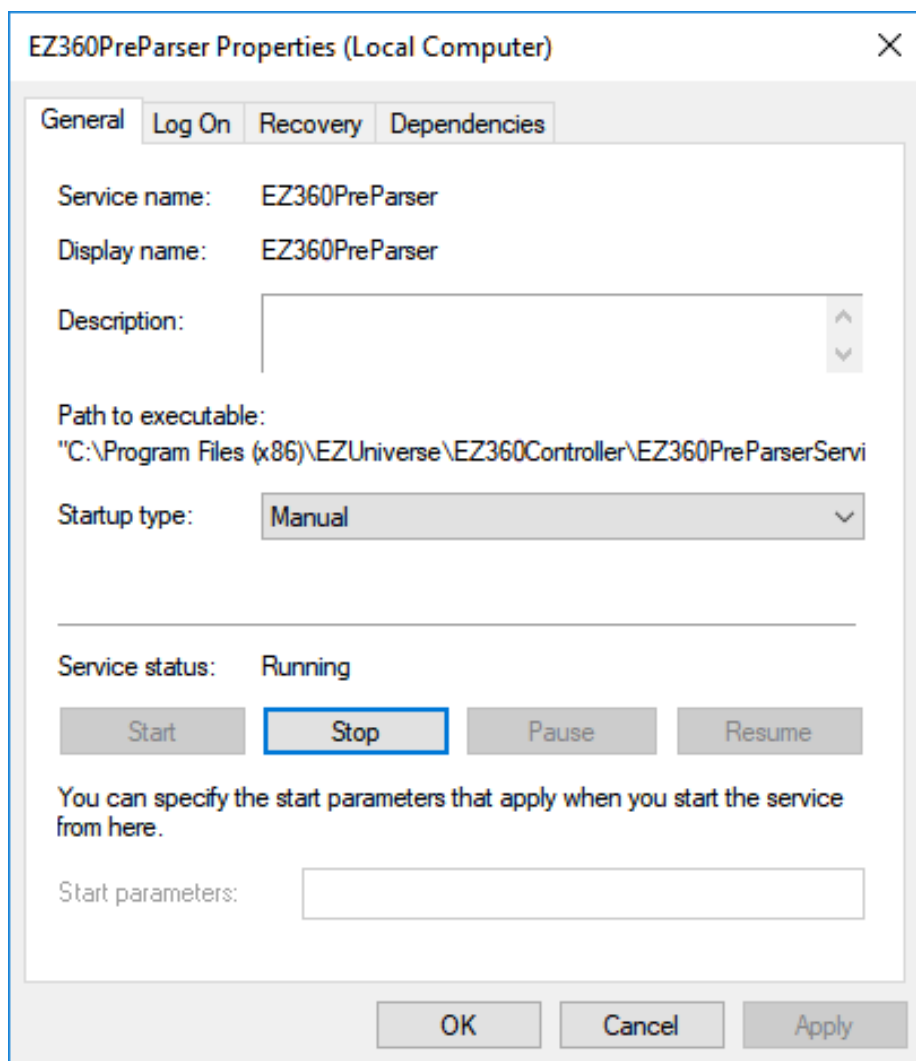 EZ360PreParser Properties (Local Computer)
General Log On Recovery Dependencies
Service name: EZ360PreParser
Display name: EZ360PreParser
Description:
Path to executable:
"C:\Program Files (x86)\EZUniverse\EZ360Controller\EZ360PreParserServi
Startup type: Manual
Service status: Running
Start Stop Pause Resume
You can specify the start parameters that apply when you start the service
from here.
Start parameters:
OK Cancel Apply